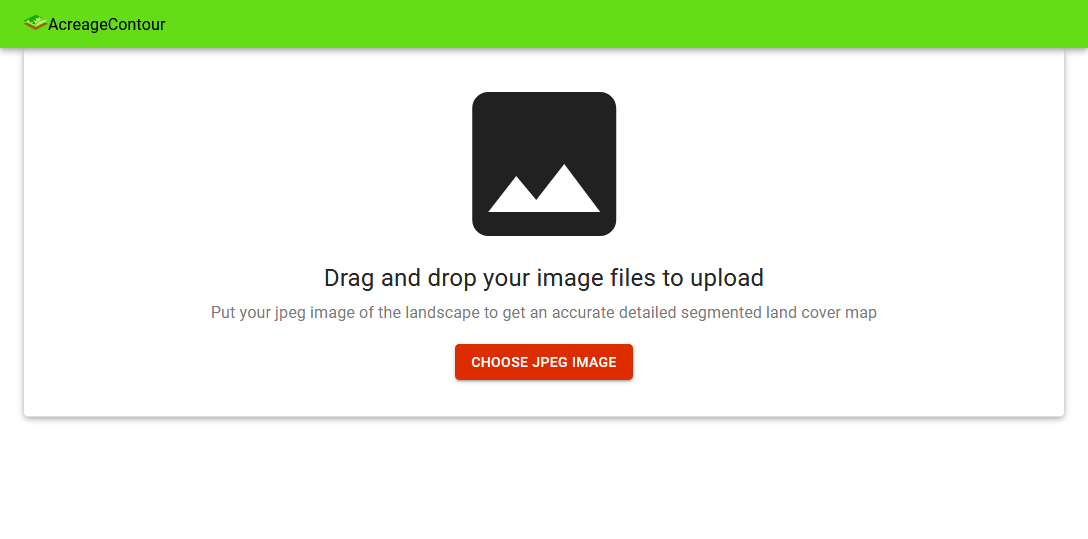 AcreageContour
Drag and drop your image files to upload
Put your jpeg image of the landscape to get an accurate detailed segmented land cover map
CHOOSE JPEG IMAGE